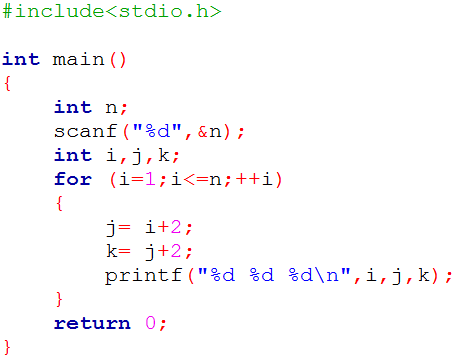 #include<stdio.h>
int main()
{
    int n;
    scanf("%d",&n);
    int i,j,k;
    for (i=1;i<=n;++i)
    {
        j= i+2;
        k= j+2;
        printf("%d %d %d\n",i,j,k);
    }
    return 0;
}